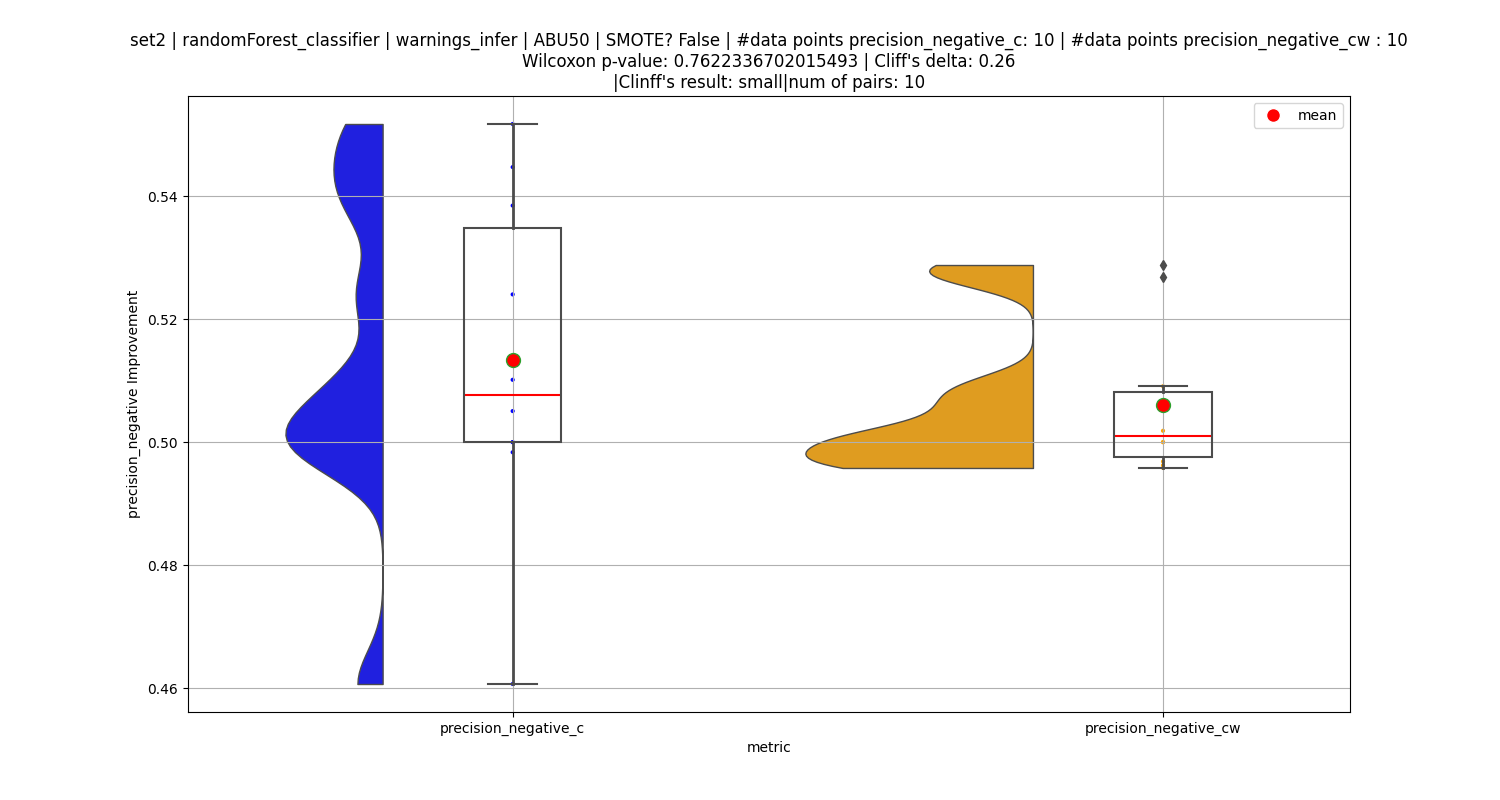 set2 | randomForest_classifier | warnings_infer | ABU50 | SMOTE? False | #data points precision_negative_c: 10 | #data points precision_negative_cw : 10
Wilcoxon p-value: 0.7622336702015493 | Cliff's delta: 0.26
|Clinff's result: small|num of pairs: 10
mean
precision_negative Improvement
0.54
0.52
0.50
0.48
0.46
precision_negative_c
precision_negative_cw
metric